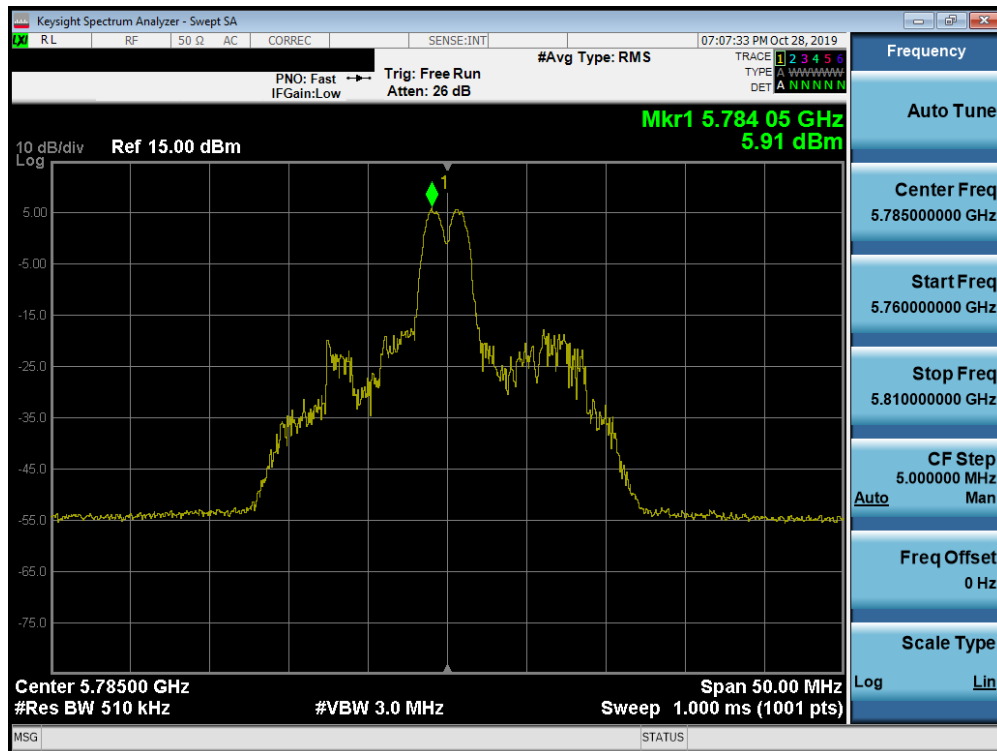 Keysight Spectrum Analyzer - Swept SA
LXI RL RF 50 Ω AC CORREC SENSE:INT 07:07:33 PM Oct 28, 2019
#Avg Type: RMS TRACE 1 2 3 4 5 6
PNO: Fast Trig: Free Run TYPE A WWWWWW
IFGain:Low Atten: 26 dB DET A N N N N N
Mkr1 5.784 05 GHz
10 dB/div Ref 15.00 dBm 5.91 dBm
Log
1
5.00
-5.00
-15.0
-25.0
-35.0
-45.0
-55.0
-65.0
-75.0
Center 5.78500 GHz Span 50.00 MHz
#Res BW 510 kHz #VBW 3.0 MHz Sweep 1.000 ms (1001 pts)
MSG STATUS
Frequency
Auto Tune
Center Freq
5.785000000 GHz
Start Freq
5.760000000 GHz
Stop Freq
5.810000000 GHz
CF Step
5.000000 MHz
Auto Man
Freq Offset
0 Hz
Scale Type
Log Lin